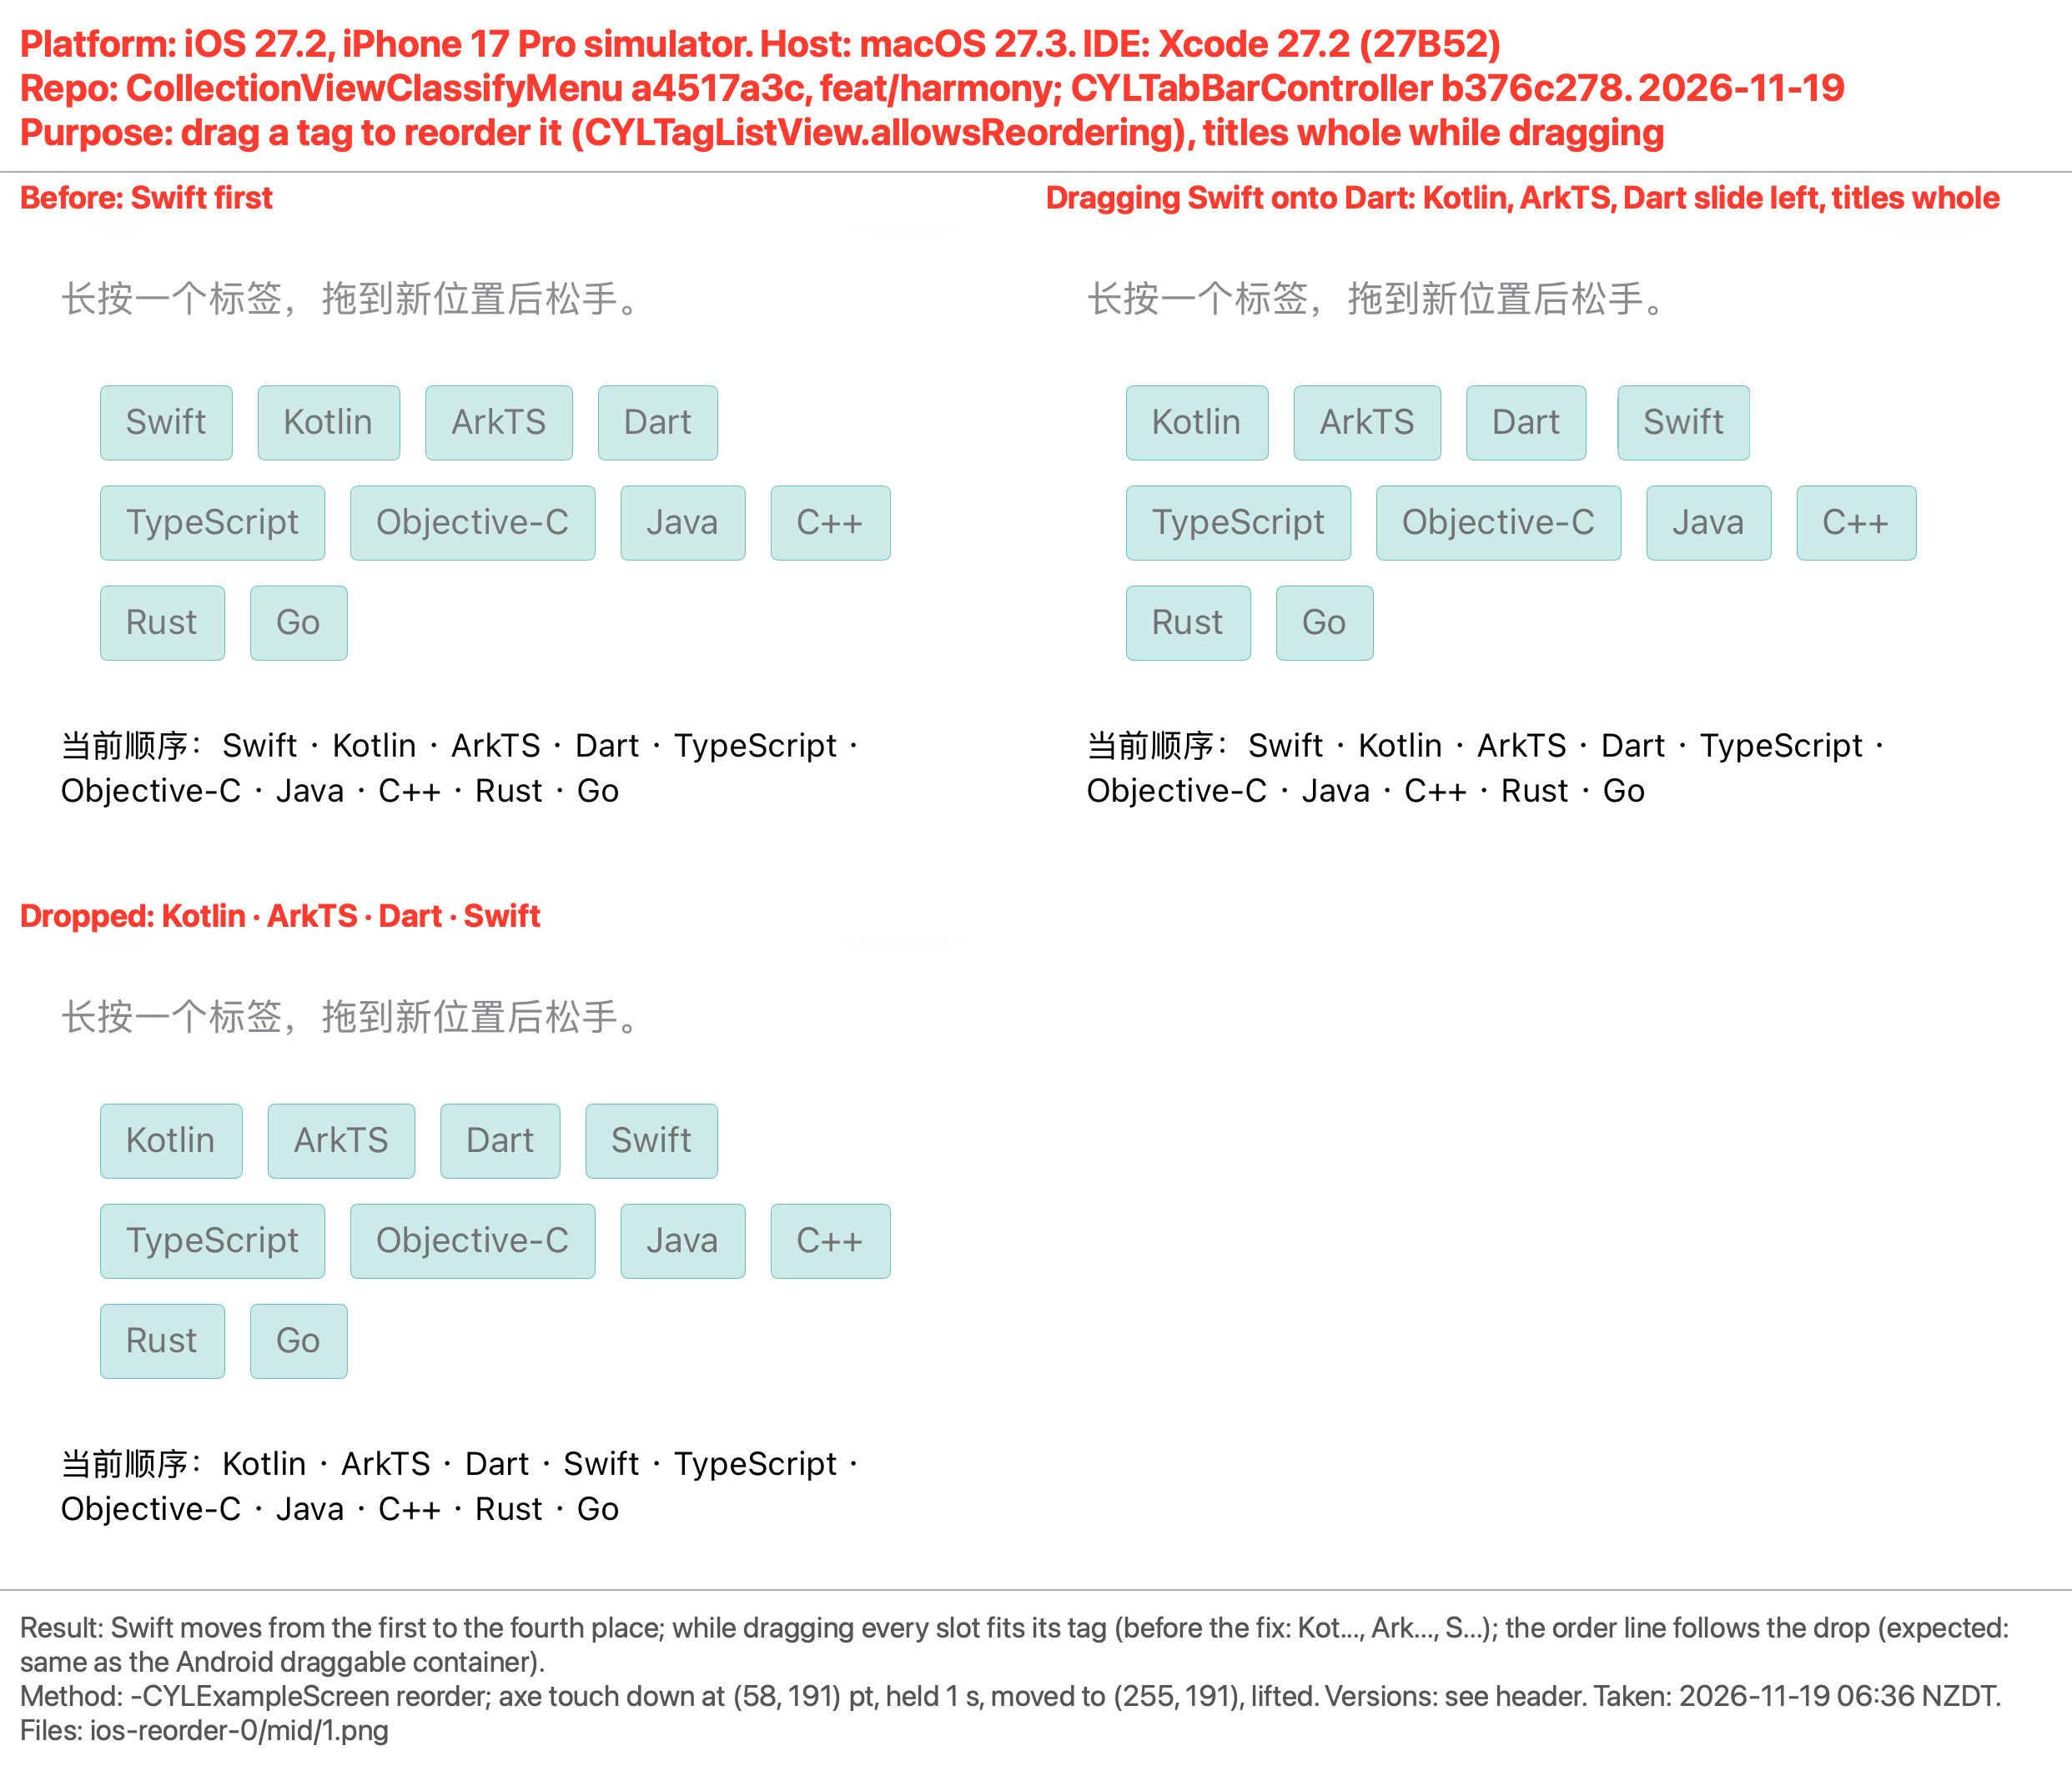 Platform: iOS 27.2, iPhone 17 Pro simulator. Host: macOS 27.3. IDE: Xcode 27.2 (27B52)
Repo: CollectionViewClassifyMenu a4517a3c, feat/harmony; CYLTabBarController b376c278. 2026-11-19
Purpose: drag a tag to reorder it (CYLTagListView.allowsReordering), titles whole while dragging
Before: Swift first
长按一个标签，拖到新位置后松手。
Swift Kotlin ArkTS Dart
TypeScript Objective-C Java C++
Rust Go
当前顺序： Swift · Kotlin · ArkTS · Dart · TypeScript ·
Objective-C · Java · C++ · Rust · Go
Dragging Swift onto Dart: Kotlin, ArkTS, Dart slide left, titles whole
长按一个标签，拖到新位置后松手。
Kotlin ArkTS Dart Swift
TypeScript Objective-C Java C++
Rust Go
当前顺序： Swift · Kotlin · ArkTS · Dart · TypeScript ·
Objective-C · Java · C++ · Rust · Go
Dropped: Kotlin · ArkTS · Dart · Swift
长按一个标签，拖到新位置后松手。
Kotlin ArkTS Dart Swift
TypeScript Objective-C Java C++
Rust Go
当前顺序： Kotlin · ArkTS · Dart · Swift · TypeScript ·
Objective-C · Java · C++ · Rust · Go
Result: Swift moves from the first to the fourth place; while dragging every slot fits its tag (before the fix: Kot..., Ark..., S...); the order line follows the drop (expected:
same as the Android draggable container).
Method: -CYLExampleScreen reorder; axe touch down at (58, 191) pt, held 1 s, moved to (255, 191), lifted. Versions: see header. Taken: 2026-11-19 06:36 NZDT.
Files: ios-reorder-0/mid/1.png